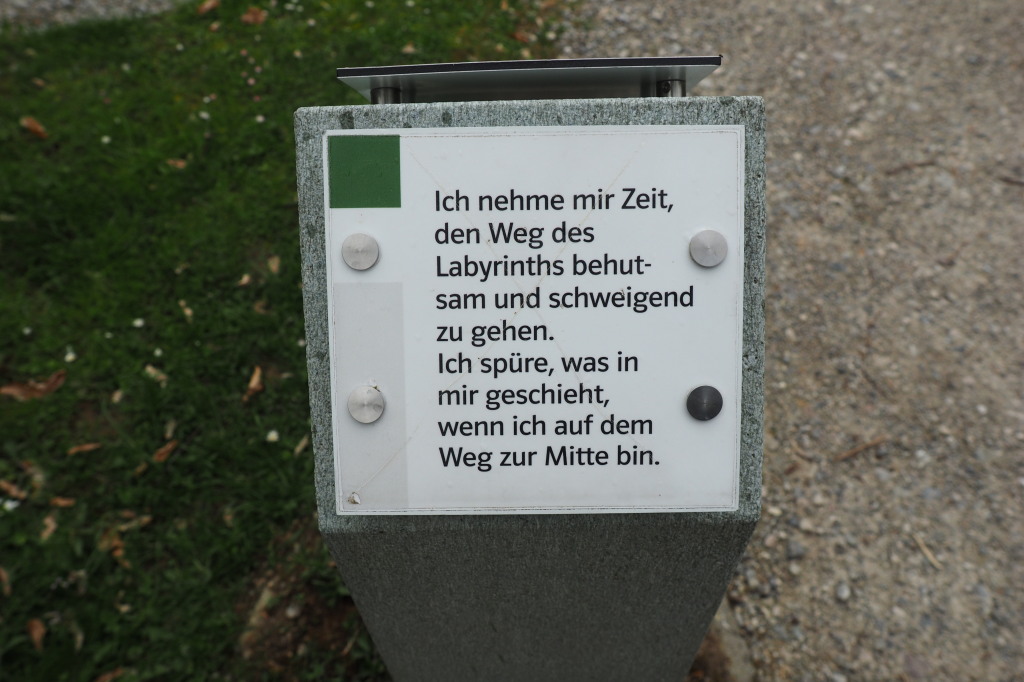 Ich nehme mir Zeit,
den Weg des
Labyrinths behut-
sam und schweigend
zu gehen.
Ich spüre, was in
mir geschieht,
wenn ich auf dem
Weg zur Mitte bin.